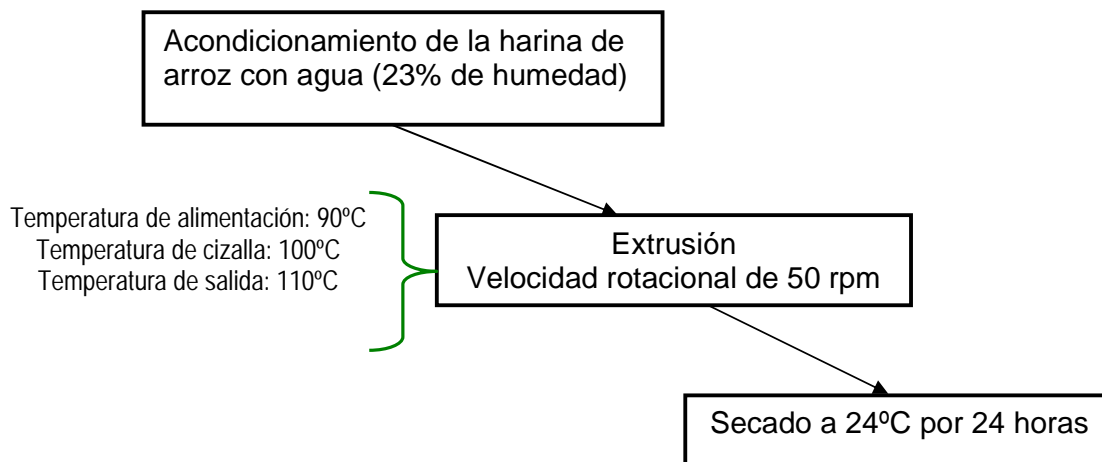 Acondicionamiento de la harina de
arroz con agua (23% de humedad)
Temperatura de alimentación: 90ºC
Temperatura de cizalla: 100ºC
Temperatura de salida: 110ºC
Extrusión
Velocidad rotacional de 50 rpm
Secado a 24ºC por 24 horas